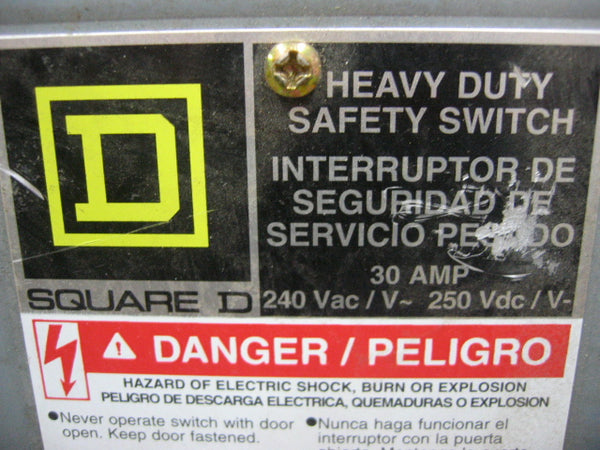 D
SQUARE D
HEAVY DUTY
SAFETY SWITCH
INTERRUPTOR DE
SEGURIDAD DE
SERVICIO
30 AMP
240 Vac / V~ 250 Vdc / V-
DANGER / PELIGRO
HAZARD OF ELECTRIC SHOCK, BURN OR EXPLOSION
PELIGRO DE DESCARGA ELECTRICA, QUEMADURAS O EXPLOSION
●Never operate switch with door
open. Keep door fastened.
●Nunca haga funcionar el
interruptor con la puerta